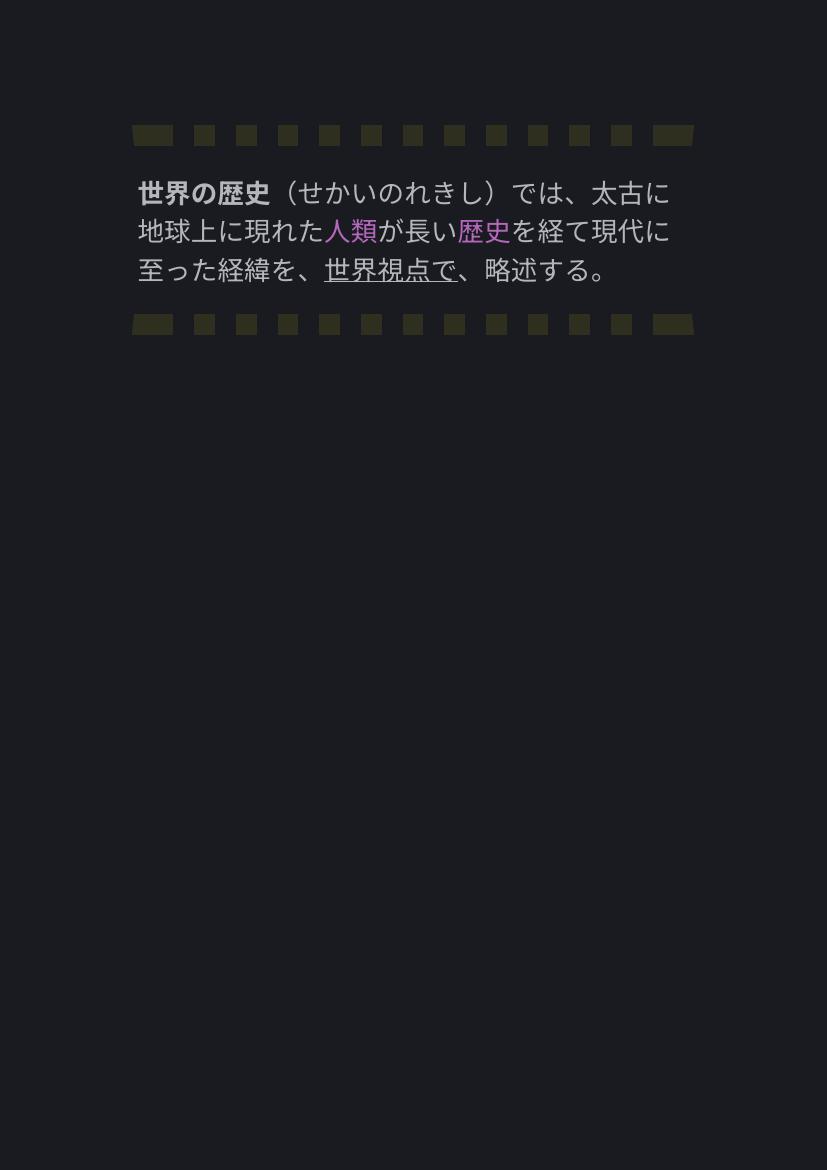 世界の歴史（せかいのれきし）では、太古に
地球上に現れた人類が長い歴史を経て現代に
至った経緯を、世界視点で、略述する。